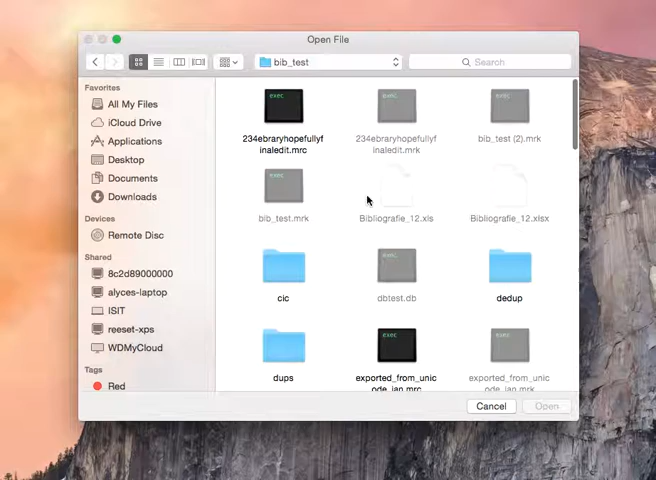 Open File
bib_test
Search
Favorites
All My Files
iCloud Drive
Applications
Desktop
Documents
Downloads
Devices
Remote Disc
Shared
8c2d89000000
alyces-laptop
ISIT
reeset-xps
WDMyCloud
Tags
Red
exec
exec
exec
234ebraryhopefullyf
inaledit.mrc
234ebraryhopefullyf
inaledit.mrk
bib_test (2).mrk
exec
bib_test.mrk
Bibliografie_12.xls
Bibliografie_12.xlsx
exec
cic
dbtest.db
dedup
exec
exec
dups
exported_from_unic
ode_jan.mrc
exported_from_unic
ode_jan.mrk
Cancel
Open